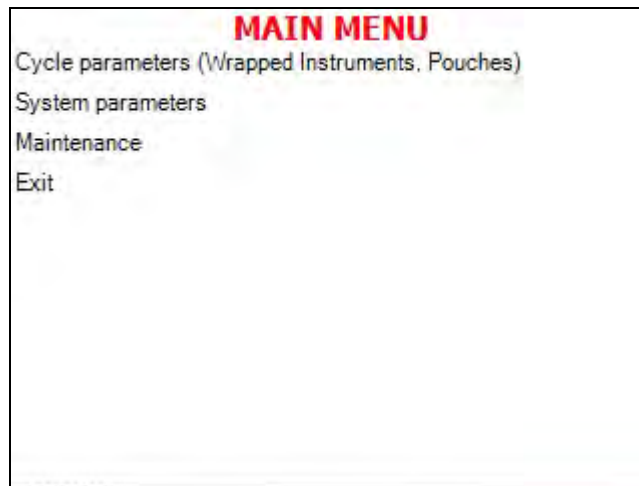 MAIN MENU
Cycle parameters (Wrapped Instruments, Pouches)
System parameters
Maintenance
Exit